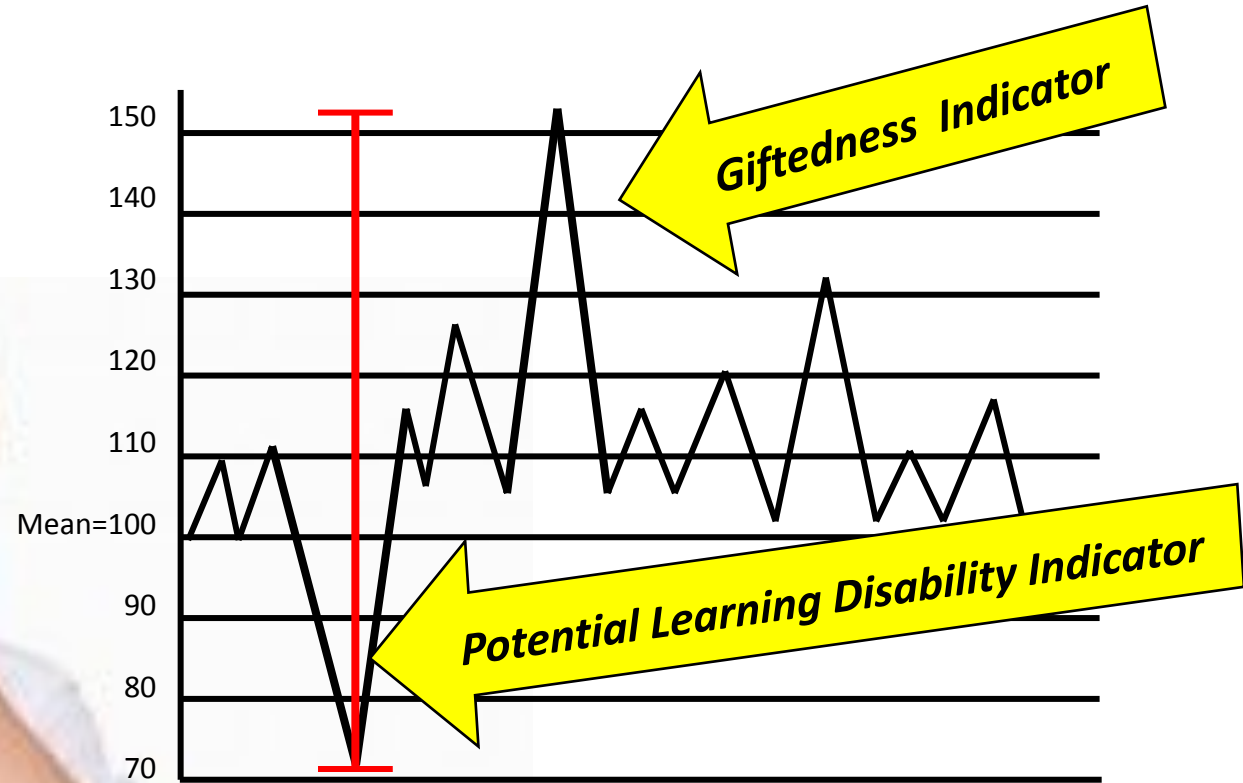 Giftedness Indicator
150
140
130
120
110
Mean=100
90
80
70
Potential Learning Disability Indicator